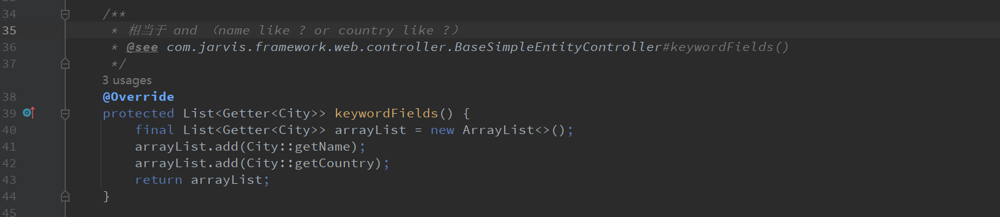 34 /**
35 * 相当于 and （name like ? or country like ?）
36 * @see com.jarvis.framework.web.controller.BaseSimpleEntityController#keywordFields()
37 */
3 usages
38 @Override
39 protected List<Getter<City>> keywordFields() {
40 final List<Getter<City>> arrayList = new ArrayList<>();
41 arrayList.add(City::getName);
42 arrayList.add(City::getCountry);
43 return arrayList;
44 }
45